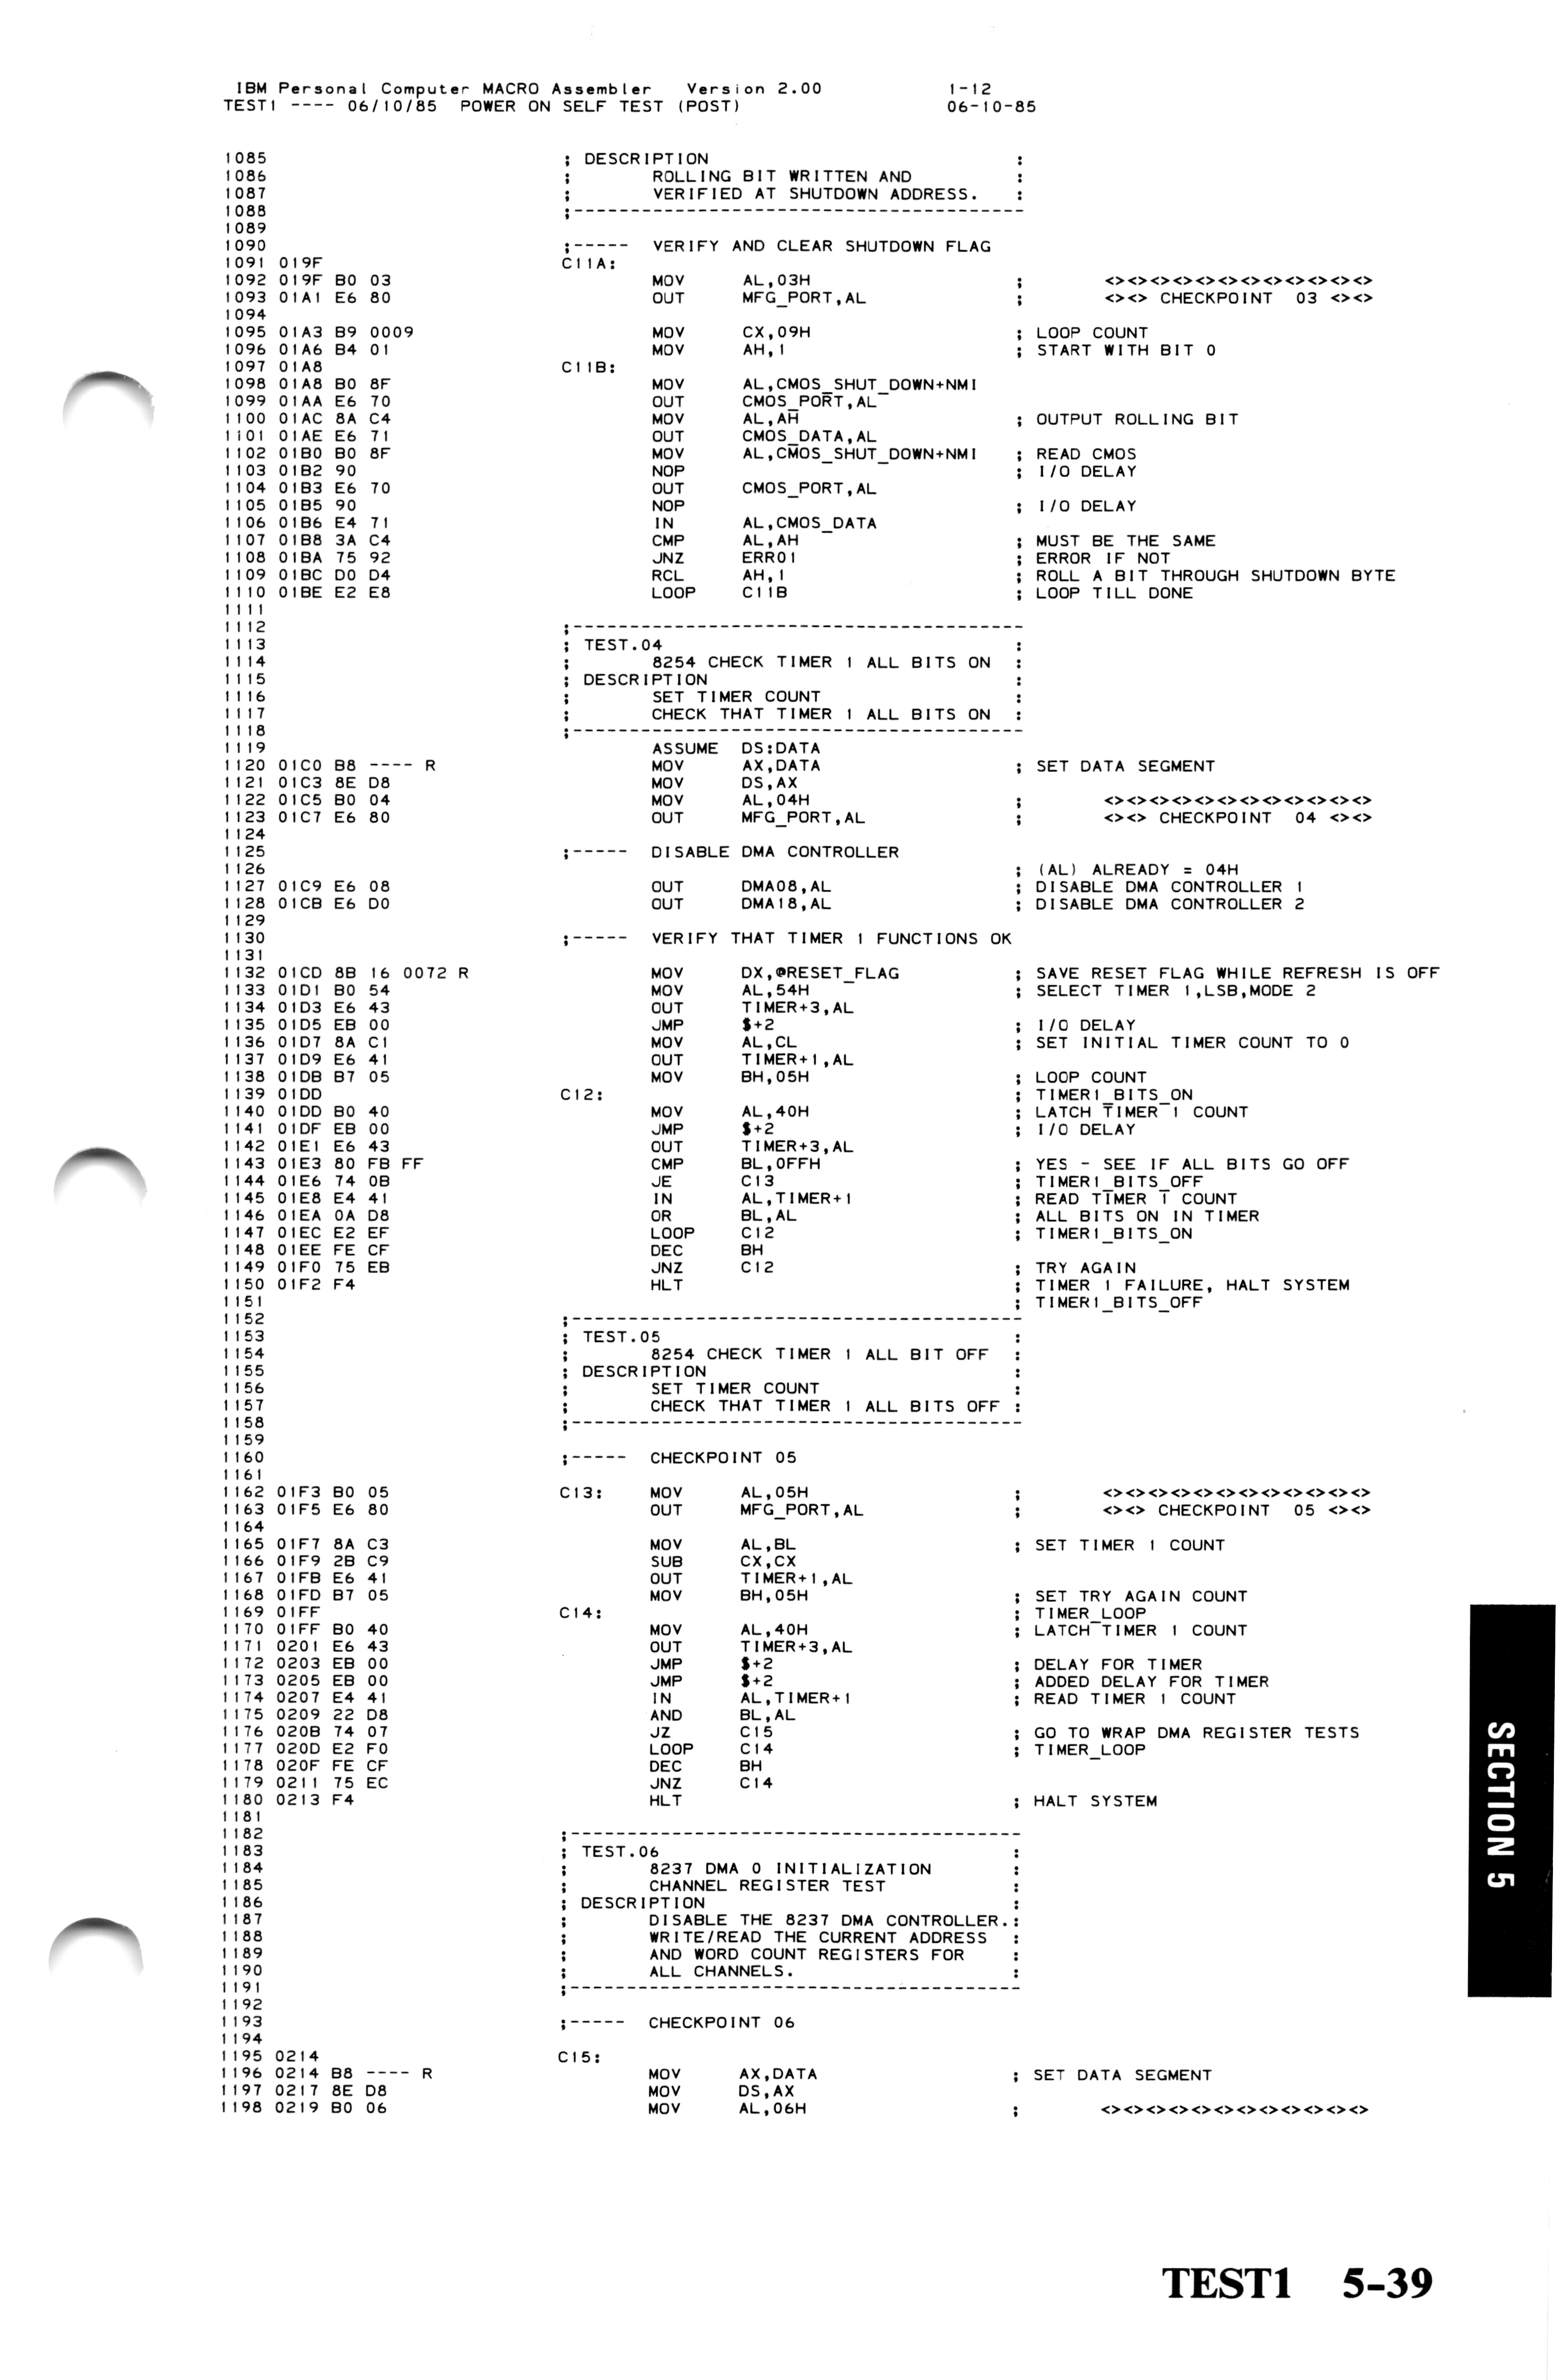 IBM Personal Computer MACRO Assembler   Version 2.00             1-12
TEST1 ---- 06/10/85  POWER ON SELF TEST (POST)                   06-10-85
1085 ; DESCRIPTION :
1086 ; ROLLING BIT WRITTEN AND :
1087 ; VERIFIED AT SHUTDOWN ADDRESS. :
1088 ;----------------------------------------
1089
1090 ;----- VERIFY AND CLEAR SHUTDOWN FLAG
1091 019F C11A:
1092 019F B0 03 MOV AL,03H ; <><><><><><><><><><><><>
1093 01A1 E6 80 OUT MFG_PORT,AL ; <><> CHECKPOINT 03 <><>
1094
1095 01A3 B9 0009 MOV CX,09H ; LOOP COUNT
1096 01A6 B4 01 MOV AH,1 ; START WITH BIT 0
1097 01A8 C11B:
1098 01A8 B0 8F MOV AL,CMOS_SHUT_DOWN+NMI
1099 01AA E6 70 OUT CMOS_PORT,AL
1100 01AC 8A C4 MOV AL,AH ; OUTPUT ROLLING BIT
1101 01AE E6 71 OUT CMOS_DATA,AL
1102 01B0 B0 8F MOV AL,CMOS_SHUT_DOWN+NMI ; READ CMOS
1103 01B2 90 NOP ; I/O DELAY
1104 01B3 E6 70 OUT CMOS_PORT,AL
1105 01B5 90 NOP ; I/O DELAY
1106 01B6 E4 71 IN AL,CMOS_DATA
1107 01B8 3A C4 CMP AL,AH ; MUST BE THE SAME
1108 01BA 75 92 JNZ ERR01 ; ERROR IF NOT
1109 01BC D0 D4 RCL AH,1 ; ROLL A BIT THROUGH SHUTDOWN BYTE
1110 01BE E2 E8 LOOP C11B ; LOOP TILL DONE
1111
1112 ;----------------------------------------
1113 ; TEST.04 :
1114 ; 8254 CHECK TIMER 1 ALL BITS ON :
1115 ; DESCRIPTION :
1116 ; SET TIMER COUNT :
1117 ; CHECK THAT TIMER 1 ALL BITS ON :
1118 ;----------------------------------------
1119 ASSUME DS:DATA
1120 01C0 B8 ---- R MOV AX,DATA ; SET DATA SEGMENT
1121 01C3 8E D8 MOV DS,AX
1122 01C5 B0 04 MOV AL,04H ; <><><><><><><><><><><><>
1123 01C7 E6 80 OUT MFG_PORT,AL ; <><> CHECKPOINT 04 <><>
1124
1125 ;----- DISABLE DMA CONTROLLER
1126 ; (AL) ALREADY = 04H
1127 01C9 E6 08 OUT DMA08,AL ; DISABLE DMA CONTROLLER 1
1128 01CB E6 D0 OUT DMA18,AL ; DISABLE DMA CONTROLLER 2
1129
1130 ;----- VERIFY THAT TIMER 1 FUNCTIONS OK
1131
1132 01CD 8B 16 0072 R MOV DX,@RESET_FLAG ; SAVE RESET FLAG WHILE REFRESH IS OFF
1133 01D1 B0 54 MOV AL,54H ; SELECT TIMER 1,LSB,MODE 2
1134 01D3 E6 43 OUT TIMER+3,AL
1135 01D5 EB 00 JMP $+2 ; I/O DELAY
1136 01D7 8A C1 MOV AL,CL ; SET INITIAL TIMER COUNT TO 0
1137 01D9 E6 41 OUT TIMER+1,AL
1138 01DB B7 05 MOV BH,05H ; LOOP COUNT
1139 01DD C12: ; TIMER1_BITS_ON
1140 01DD B0 40 MOV AL,40H ; LATCH TIMER 1 COUNT
1141 01DF EB 00 JMP $+2 ; I/O DELAY
1142 01E1 E6 43 OUT TIMER+3,AL
1143 01E3 80 FB FF CMP BL,0FFH ; YES - SEE IF ALL BITS GO OFF
1144 01E6 74 0B JE C13 ; TIMER1_BITS_OFF
1145 01E8 E4 41 IN AL,TIMER+1 ; READ TIMER 1 COUNT
1146 01EA 0A D8 OR BL,AL ; ALL BITS ON IN TIMER
1147 01EC E2 EF LOOP C12 ; TIMER1_BITS_ON
1148 01EE FE CF DEC BH
1149 01F0 75 EB JNZ C12 ; TRY AGAIN
1150 01F2 F4 HLT ; TIMER 1 FAILURE, HALT SYSTEM
1151 ; TIMER1_BITS_OFF
1152 ;----------------------------------------
1153 ; TEST.05 :
1154 ; 8254 CHECK TIMER 1 ALL BIT OFF :
1155 ; DESCRIPTION :
1156 ; SET TIMER COUNT :
1157 ; CHECK THAT TIMER 1 ALL BITS OFF :
1158 ;----------------------------------------
1159
1160 ;----- CHECKPOINT 05
1161
1162 01F3 B0 05 C13: MOV AL,05H ; <><><><><><><><><><><><>
1163 01F5 E6 80 OUT MFG_PORT,AL ; <><> CHECKPOINT 05 <><>
1164
1165 01F7 8A C3 MOV AL,BL ; SET TIMER 1 COUNT
1166 01F9 2B C9 SUB CX,CX
1167 01FB E6 41 OUT TIMER+1,AL
1168 01FD B7 05 MOV BH,05H ; SET TRY AGAIN COUNT
1169 01FF C14: ; TIMER_LOOP
1170 01FF B0 40 MOV AL,40H ; LATCH TIMER 1 COUNT
1171 0201 E6 43 OUT TIMER+3,AL
1172 0203 EB 00 JMP $+2 ; DELAY FOR TIMER
1173 0205 EB 00 JMP $+2 ; ADDED DELAY FOR TIMER
1174 0207 E4 41 IN AL,TIMER+1 ; READ TIMER 1 COUNT
1175 0209 22 D8 AND BL,AL
1176 020B 74 07 JZ C15 ; GO TO WRAP DMA REGISTER TESTS
1177 020D E2 F0 LOOP C14 ; TIMER_LOOP
1178 020F FE CF DEC BH
1179 0211 75 EC JNZ C14
1180 0213 F4 HLT ; HALT SYSTEM
1181
1182 ;----------------------------------------
1183 ; TEST.06 :
1184 ; 8237 DMA 0 INITIALIZATION :
1185 ; CHANNEL REGISTER TEST :
1186 ; DESCRIPTION :
1187 ; DISABLE THE 8237 DMA CONTROLLER. :
1188 ; WRITE/READ THE CURRENT ADDRESS :
1189 ; AND WORD COUNT REGISTERS FOR :
1190 ; ALL CHANNELS. :
1191 ;----------------------------------------
1192
1193 ;----- CHECKPOINT 06
1194
1195 0214 C15:
1196 0214 B8 ---- R MOV AX,DATA ; SET DATA SEGMENT
1197 0217 8E D8 MOV DS,AX
1198 0219 B0 06 MOV AL,06H ; <><><><><><><><><><><><>
SECTION 5
TEST1 5-39